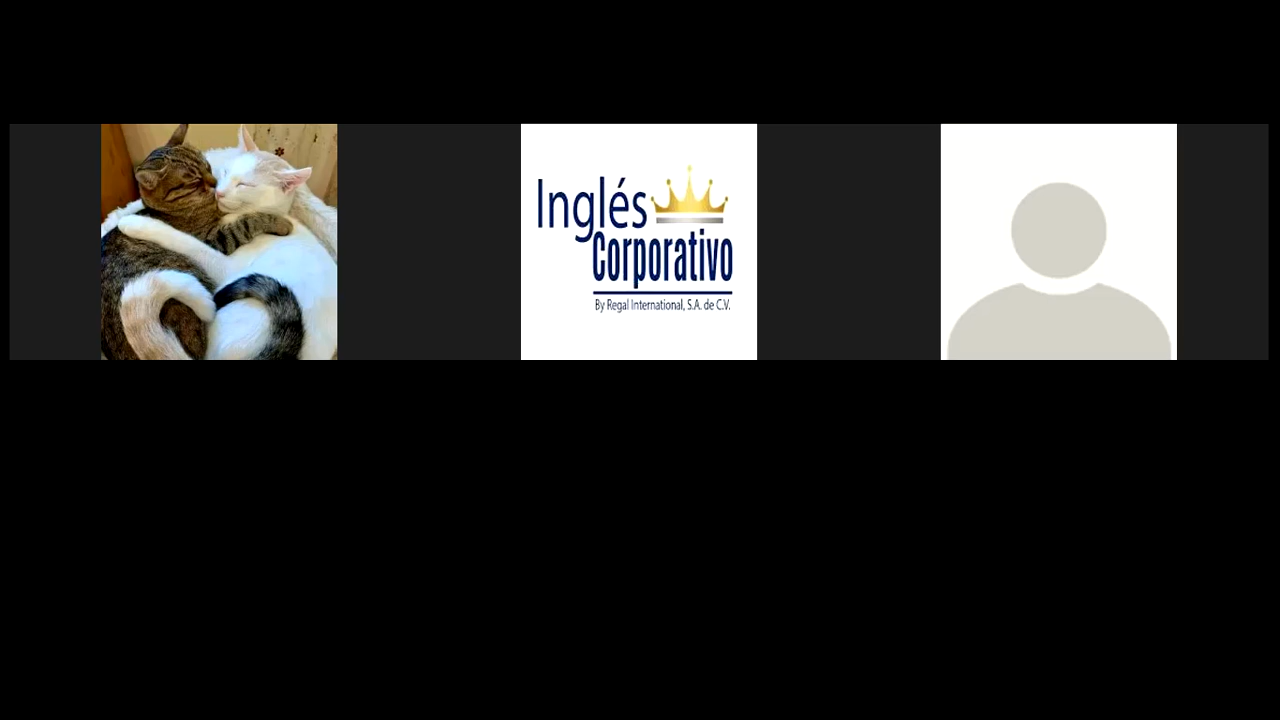 Inglés
Corporativo
By Regal International, S.A. de C.V.